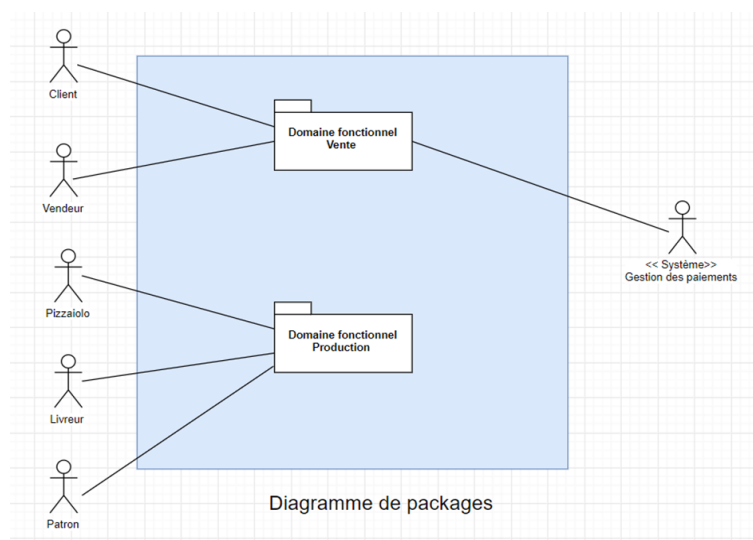 Client
Domaine fonctionnel
Vente
Vendeur
<< Système>>
Gestion des paiements
Pizzaiolo
Domaine fonctionnel
Production
Livreur
Patron
Diagramme de packages